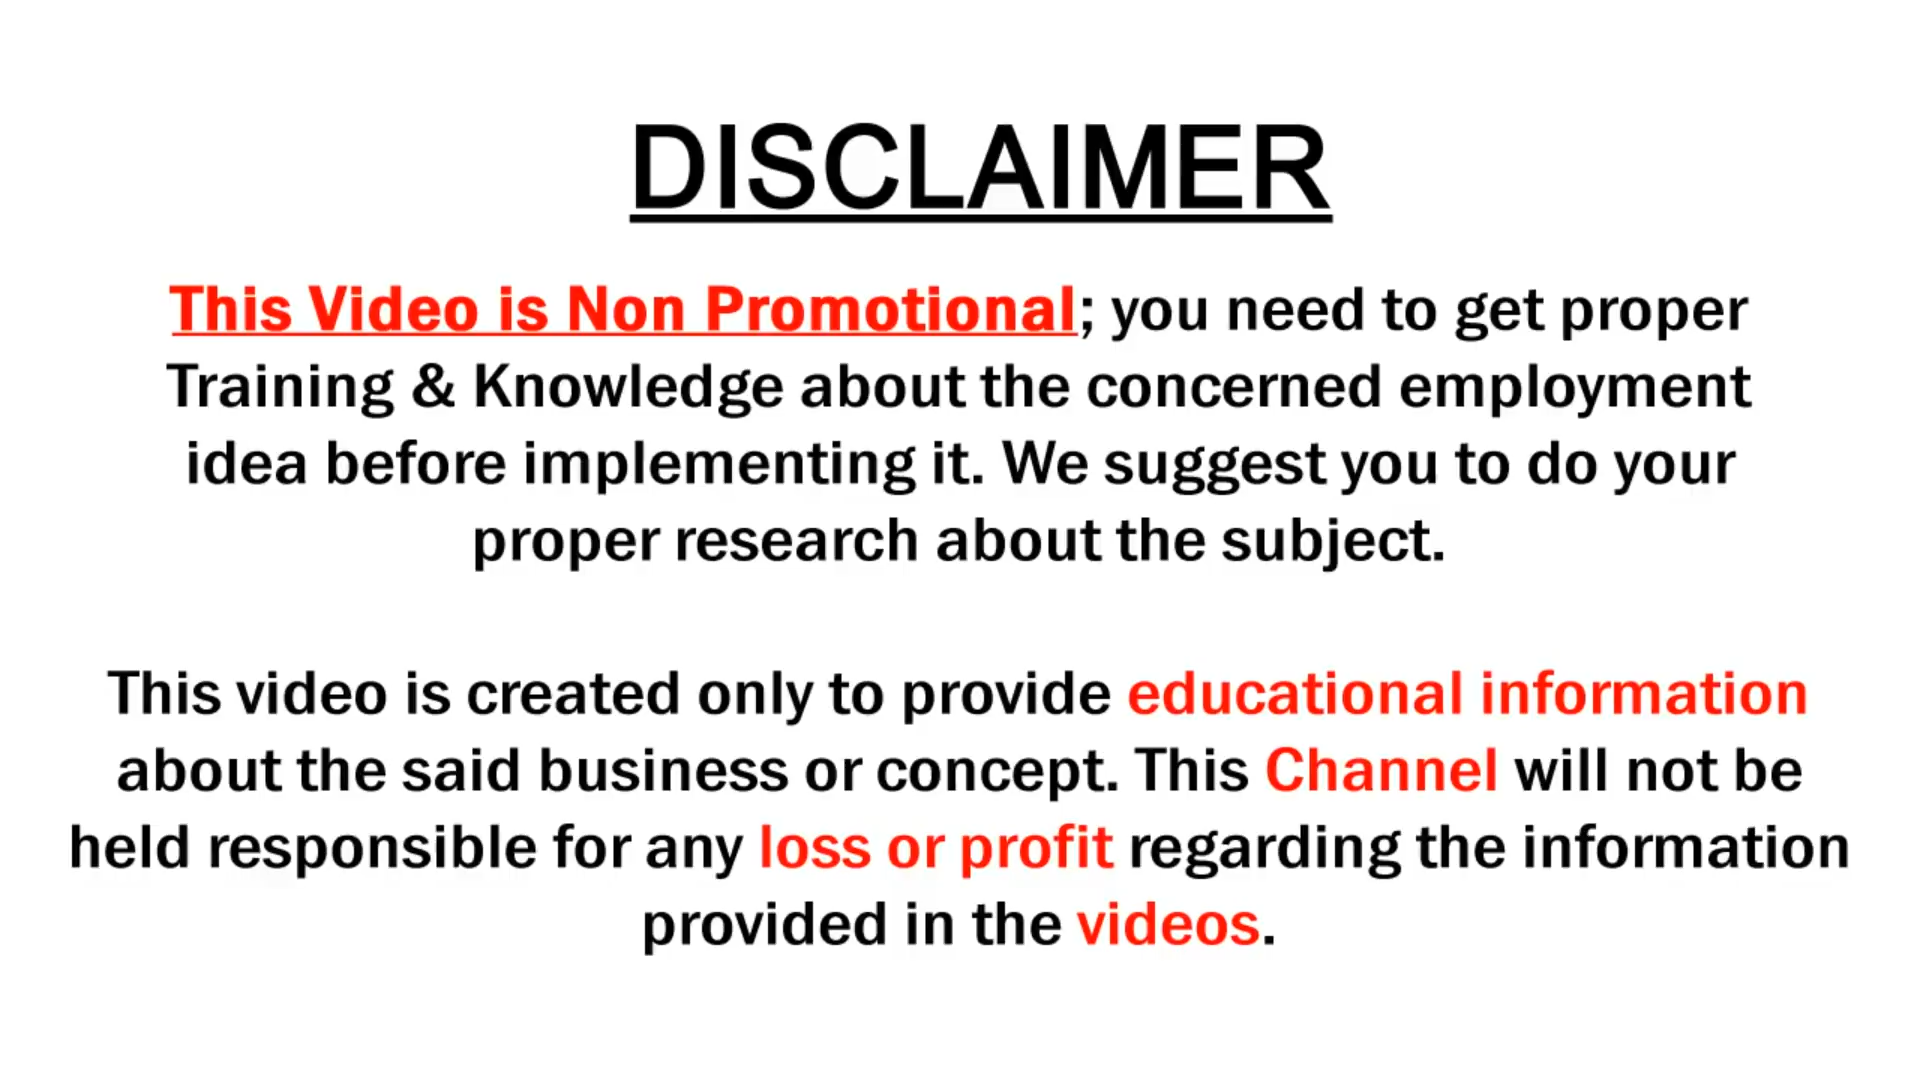 DISCLAIMER
This Video is Non Promotional; you need to get proper
Training & Knowledge about the concerned employment
idea before implementing it. We suggest you to do your
proper research about the subject.
This video is created only to provide educational information
about the said business or concept. This Channel will not be
held responsible for any loss or profit regarding the information
provided in the videos.